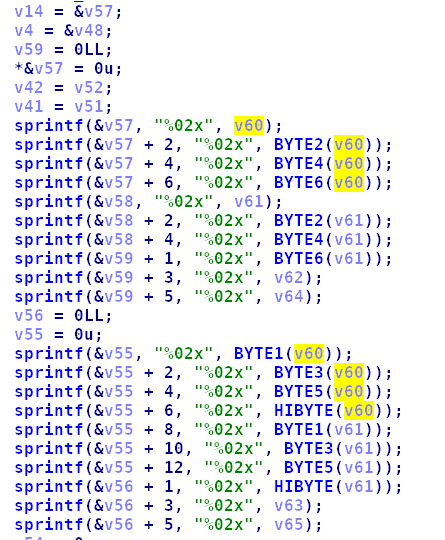 v14 = &v57;
v4 = &v48;
v59 = 0LL;
*&v57 = 0u;
v42 = v52;
v41 = v51;
sprintf(&v57, "%02x", v60);
sprintf(&v57 + 2, "%02x", BYTE2(v60));
sprintf(&v57 + 4, "%02x", BYTE4(v60));
sprintf(&v57 + 6, "%02x", BYTE6(v60));
sprintf(&v58, "%02x", v61);
sprintf(&v58 + 2, "%02x", BYTE2(v61));
sprintf(&v58 + 4, "%02x", BYTE4(v61));
sprintf(&v59 + 1, "%02x", BYTE6(v61));
sprintf(&v59 + 3, "%02x", v62);
sprintf(&v59 + 5, "%02x", v64);
v56 = 0LL;
v55 = 0u;
sprintf(&v55, "%02x", BYTE1(v60));
sprintf(&v55 + 2, "%02x", BYTE3(v60));
sprintf(&v55 + 4, "%02x", BYTE5(v60));
sprintf(&v55 + 6, "%02x", HIBYTE(v60));
sprintf(&v55 + 8, "%02x", BYTE1(v61));
sprintf(&v55 + 10, "%02x", BYTE3(v61));
sprintf(&v55 + 12, "%02x", BYTE5(v61));
sprintf(&v56 + 1, "%02x", HIBYTE(v61));
sprintf(&v56 + 3, "%02x", v63);
sprintf(&v56 + 5, "%02x", v65);